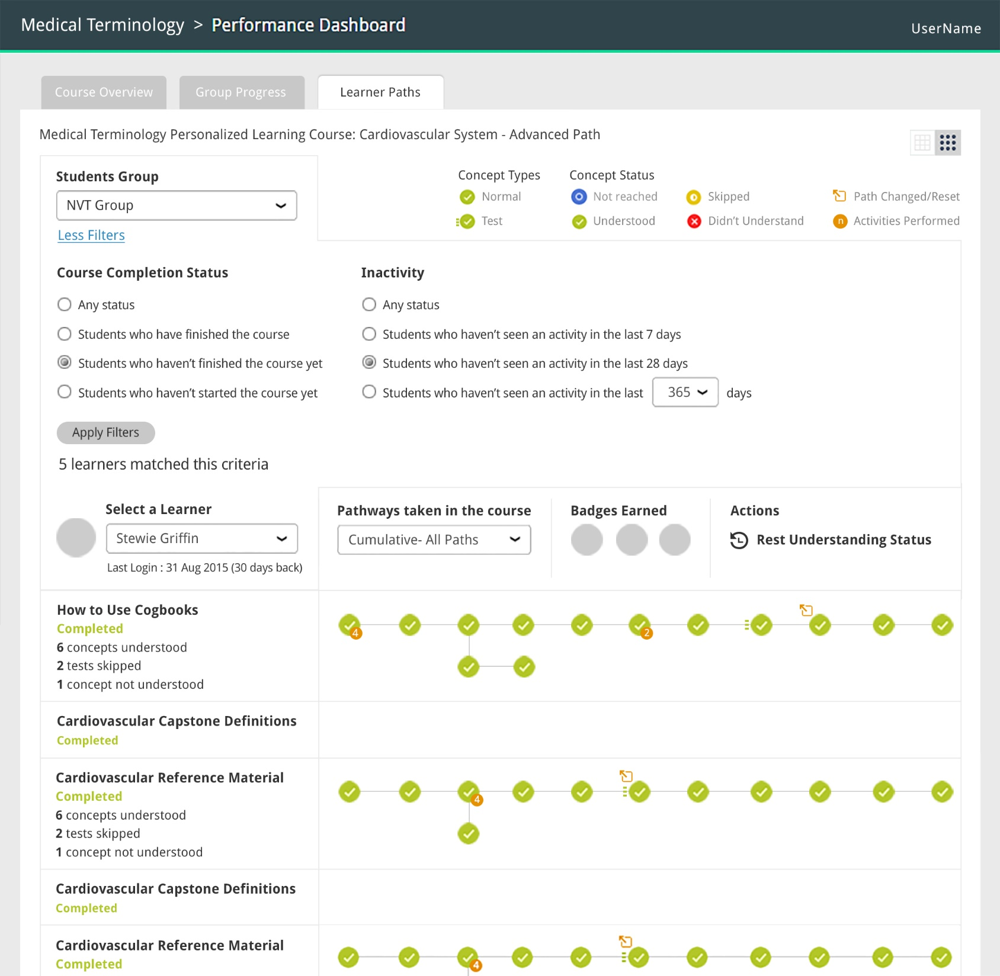 Medical Terminology > Performance Dashboard
UserName
Course Overview
Group Progress
Learner Paths
Medical Terminology Personalized Learning Course: Cardiovascular System - Advanced Path
Students Group
NVT Group
Less Filters
Concept Types
Normal
Test
Concept Status
Not reached
Understood
Skipped
Didn’t Understand
Path Changed/Reset
n Activities Performed
Course Completion Status
Any status
Students who have finished the course
Students who haven’t finished the course yet
Students who haven’t started the course yet
Inactivity
Any status
Students who haven’t seen an activity in the last 7 days
Students who haven’t seen an activity in the last 28 days
Students who haven’t seen an activity in the last 365 days
Apply Filters
5 learners matched this criteria
Select a Learner
Stewie Griffin
Last Login : 31 Aug 2015 (30 days back)
Pathways taken in the course
Cumulative- All Paths
Badges Earned
Actions
Rest Understanding Status
How to Use Cogbooks
Completed
6 concepts understood
2 tests skipped
1 concept not understood
4
2
Cardiovascular Capstone Definitions
Completed
Cardiovascular Reference Material
Completed
6 concepts understood
2 tests skipped
1 concept not understood
4
Cardiovascular Capstone Definitions
Completed
Cardiovascular Reference Material
Completed
4